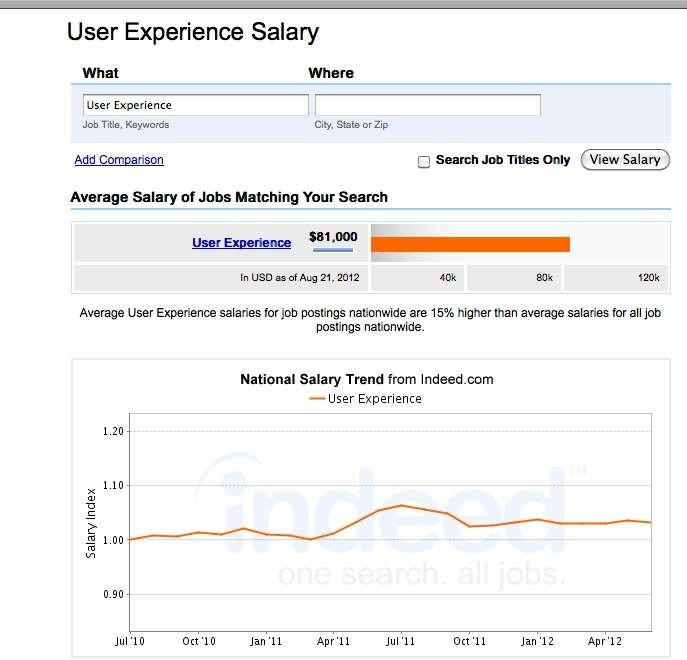 User Experience Salary
What Where
User Experience
Job Title, Keywords City, State or Zip
Add Comparison Search Job Titles Only View Salary
Average Salary of Jobs Matching Your Search
User Experience $81,000
In USD as of Aug 21, 2012 40k 80k 120k
Average User Experience salaries for job postings nationwide are 15% higher than average salaries for all job
postings nationwide.
National Salary Trend from Indeed.com
User Experience
1.20
1.10
1.00
0.90
Salary Index
indeed™
one search. all jobs.
Jul '10 Oct '10 Jan '11 Apr '11 Jul '11 Oct '11 Jan '12 Apr '12